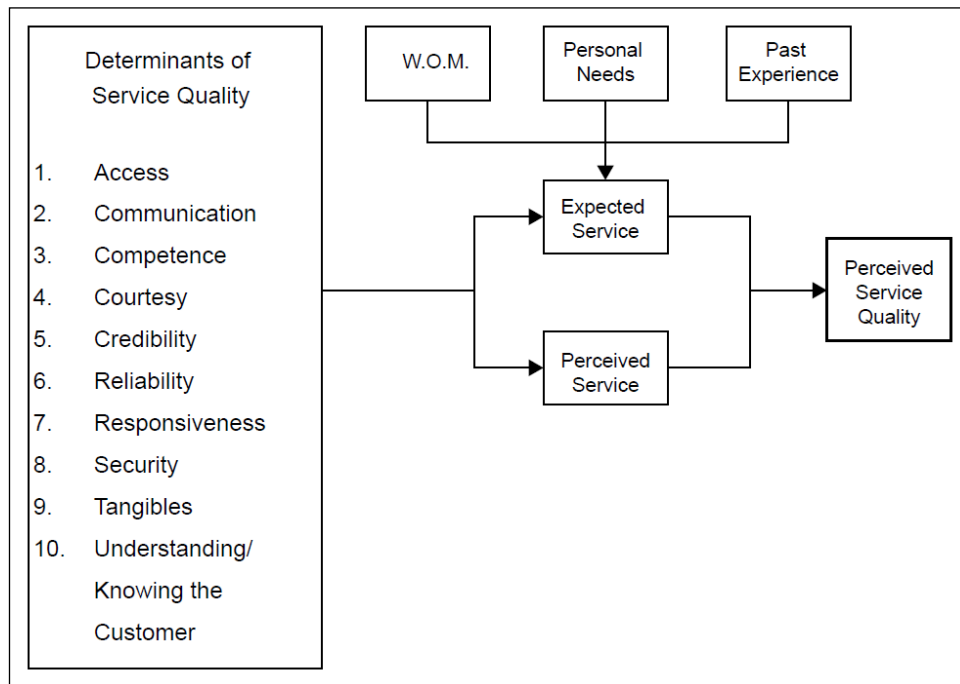 Determinants of
Service Quality
1. Access
2. Communication
3. Competence
4. Courtesy
5. Credibility
6. Reliability
7. Responsiveness
8. Security
9. Tangibles
10. Understanding/
Knowing the
Customer
W.O.M.
Personal
Needs
Past
Experience
Expected
Service
Perceived
Service
Perceived
Service
Quality